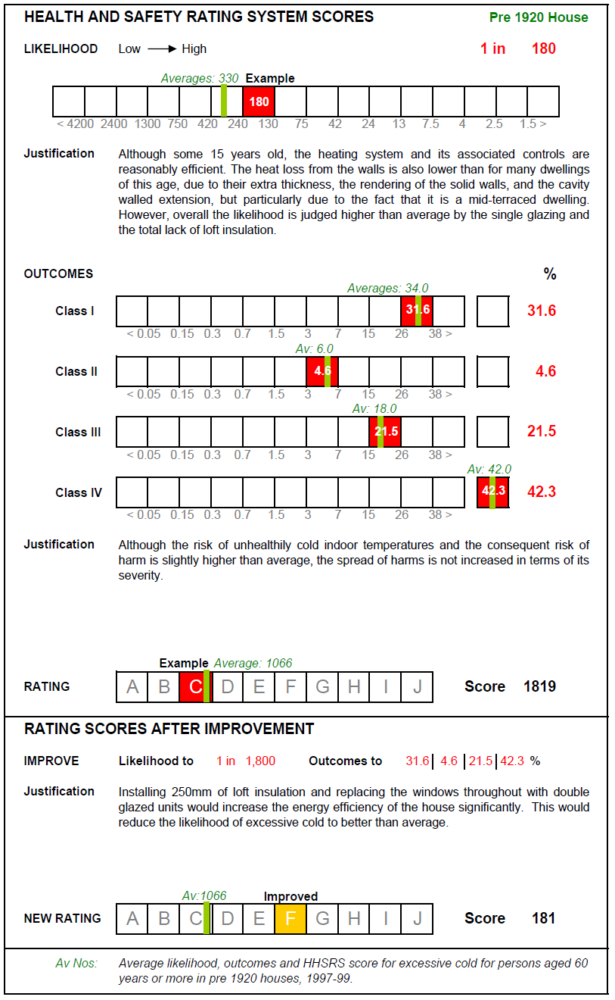 HEALTH AND SAFETY RATING SYSTEM SCORES Pre 1920 House
LIKELIHOOD Low High 1 in 180
Averages: 330 Example
180
< 4200 2400 1300 750 420 240 130 75 42 24 13 7.5 4 2.5 1.5 >
Justification Although some 15 years old, the heating system and its associated controls are
reasonably efficient. The heat loss from the walls is also lower than for many dwellings
of this age, due to their extra thickness, the rendering of the solid walls, and the cavity
walled extension, but particularly due to the fact that it is a mid-terraced dwelling.
However, overall the likelihood is judged higher than average by the single glazing and
the total lack of loft insulation.
OUTCOMES %
Averages: 34.0
Class I 31.6 31.6
< 0.05 0.15 0.3 0.7 1.5 3 7 15 26 38 >
Av: 6.0
Class II 4.6 4.6
< 0.05 0.15 0.3 0.7 1.5 3 7 15 26 38 >
Av: 18.0
Class III 21.5 21.5
< 0.05 0.15 0.3 0.7 1.5 3 7 15 26 38 >
Av: 42.0
Class IV 42.3 42.3
< 0.05 0.15 0.3 0.7 1.5 3 7 15 26 38 >
Justification Although the risk of unhealthily cold indoor temperatures and the consequent risk of
harm is slightly higher than average, the spread of harms is not increased in terms of its
severity.
Example Average: 1066
RATING A B C D E F G H I J Score 1819
RATING SCORES AFTER IMPROVEMENT
IMPROVE Likelihood to 1 in 1,800 Outcomes to 31.6 4.6 21.5 42.3 %
Justification Installing 250mm of loft insulation and replacing the windows throughout with double
glazed units would increase the energy efficiency of the house significantly. This would
reduce the likelihood of excessive cold to better than average.
Av:1066 Improved
NEW RATING A B C D E F G H I J Score 181
Av Nos: Average likelihood, outcomes and HHSRS score for excessive cold for persons aged 60
years or more in pre 1920 houses, 1997-99.